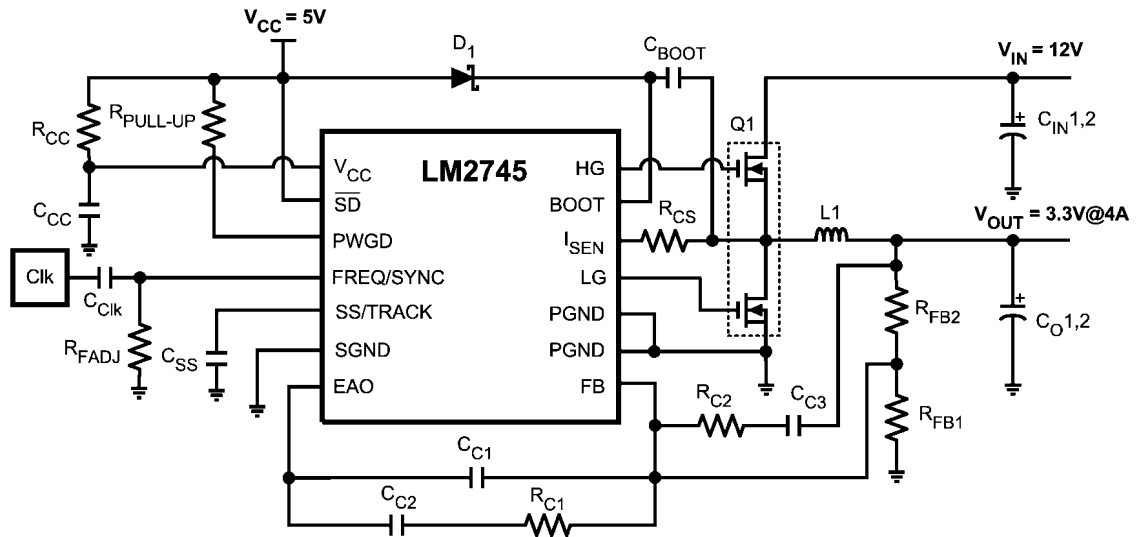 VCC = 5V
D1
CBOOT
VIN = 12V
RCC
RPULL-UP
Q1
CIN1,2
LM2745
VCC
HG
CCC
SD
BOOT
RCS
L1
VOUT = 3.3V@4A
PWGD
ISEN
Clk
CClk
FREQ/SYNC
LG
RFB2
CO1,2
RFADJ
CSS
SS/TRACK
PGND
SGND
PGND
EAO
FB
RC2
CC3
RFB1
CC1
CC2
RC1